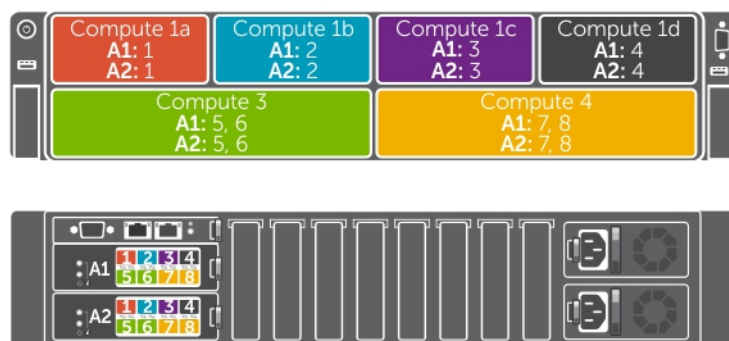 Compute 1a
A1: 1
A2: 1
Compute 1b
A1: 2
A2: 2
Compute 1c
A1: 3
A2: 3
Compute 1d
A1: 4
A2: 4
Compute 3
A1: 5, 6
A2: 5, 6
Compute 4
A1: 7, 8
A2: 7, 8
A1
1 2 3 4
5 6 7 8
A2
1 2 3 4
5 6 7 8